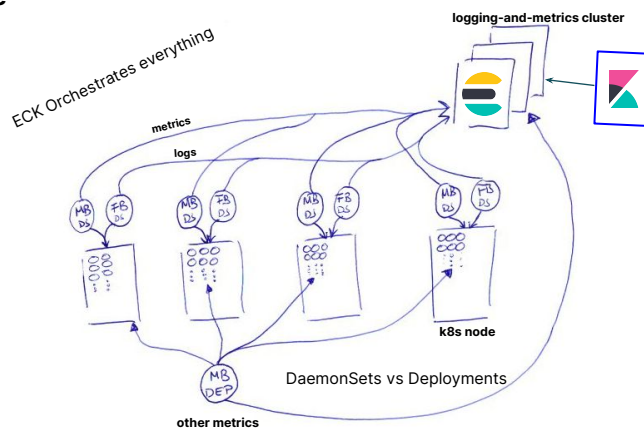 logging-and-metrics cluster
ECK Orchestrates everything
metrics
logs
MB DS
FB DS
MB DS
FB DS
MB DS
FB DS
MB DS
FB DS
k8s node
MB DEP
DaemonSets vs Deployments
other metrics